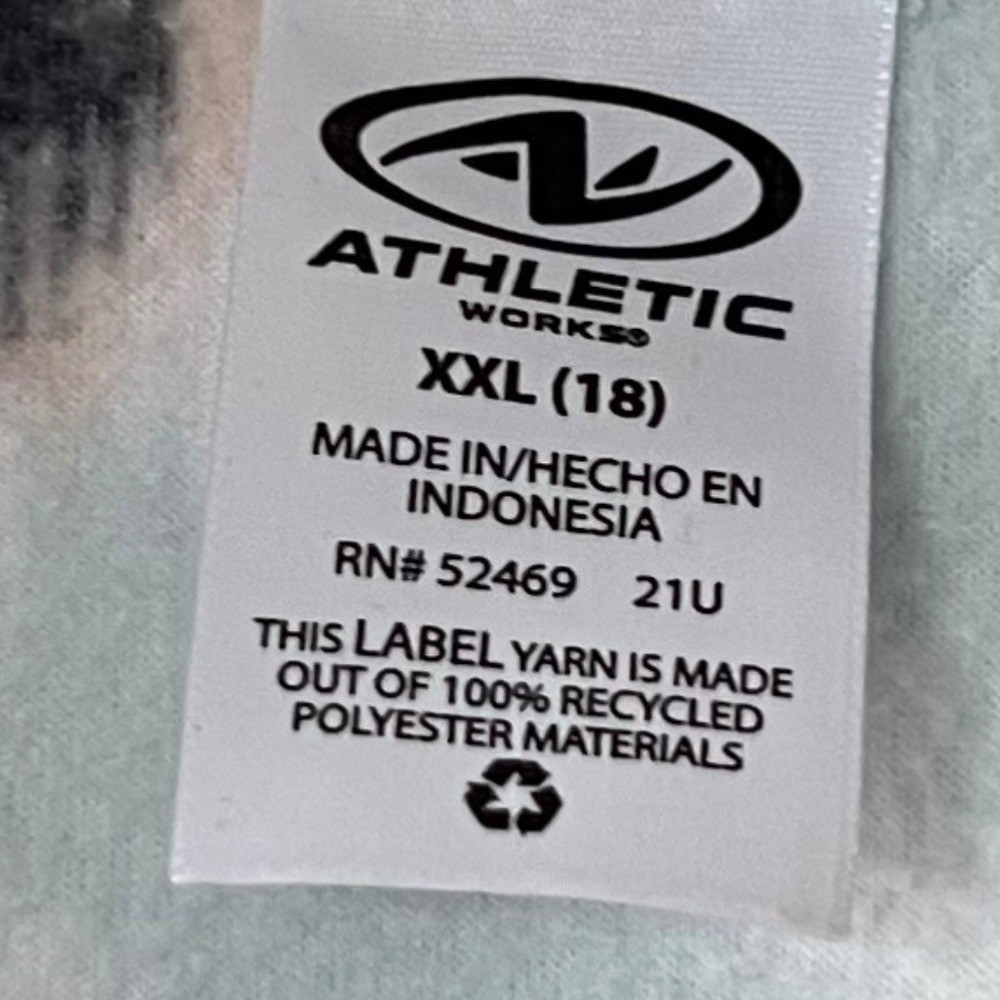 ATHLETIC
WORKS®
XXL (18)
MADE IN/HECHO EN
INDONESIA
RN# 52469 21U
THIS LABEL YARN IS MADE
OUT OF 100% RECYCLED
POLYESTER MATERIALS